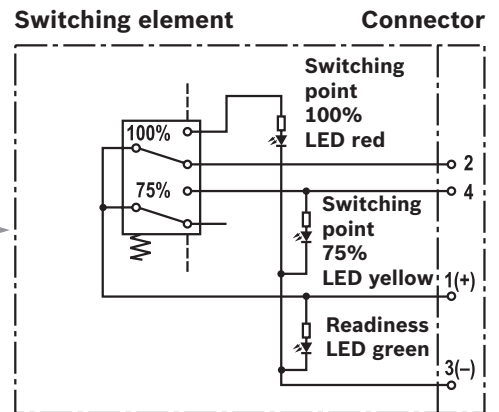 Switching element
Connector
Switching
point
100%
LED red
100%
75%
2
4
Switching
point
75%
LED yellow
1(+)
Readiness
LED green
3(–)